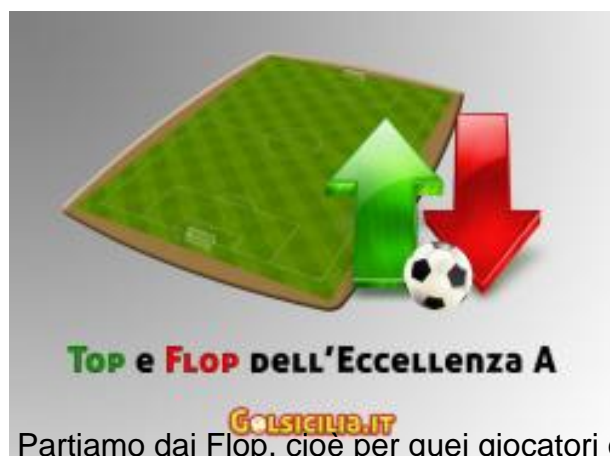 Top e Flop dell'Eccellenza A
Golsicilia.it
Partiamo dai Flop, cioè per quei giocatori